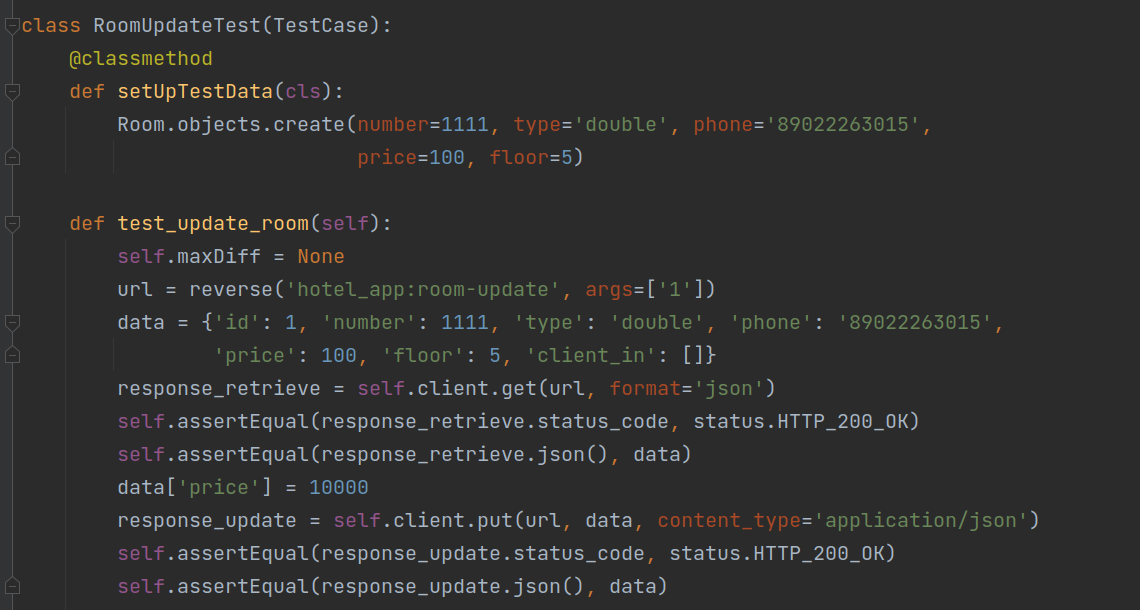 class RoomUpdateTest(TestCase):
    @classmethod
    def setUpTestData(cls):
        Room.objects.create(number=1111, type='double', phone='89022263015',
                            price=100, floor=5)

    def test_update_room(self):
        self.maxDiff = None
        url = reverse('hotel_app:room-update', args=['1'])
        data = {'id': 1, 'number': 1111, 'type': 'double', 'phone': '89022263015',
                'price': 100, 'floor': 5, 'client_in': []}
        response_retrieve = self.client.get(url, format='json')
        self.assertEqual(response_retrieve.status_code, status.HTTP_200_OK)
        self.assertEqual(response_retrieve.json(), data)
        data['price'] = 10000
        response_update = self.client.put(url, data, content_type='application/json')
        self.assertEqual(response_update.status_code, status.HTTP_200_OK)
        self.assertEqual(response_update.json(), data)